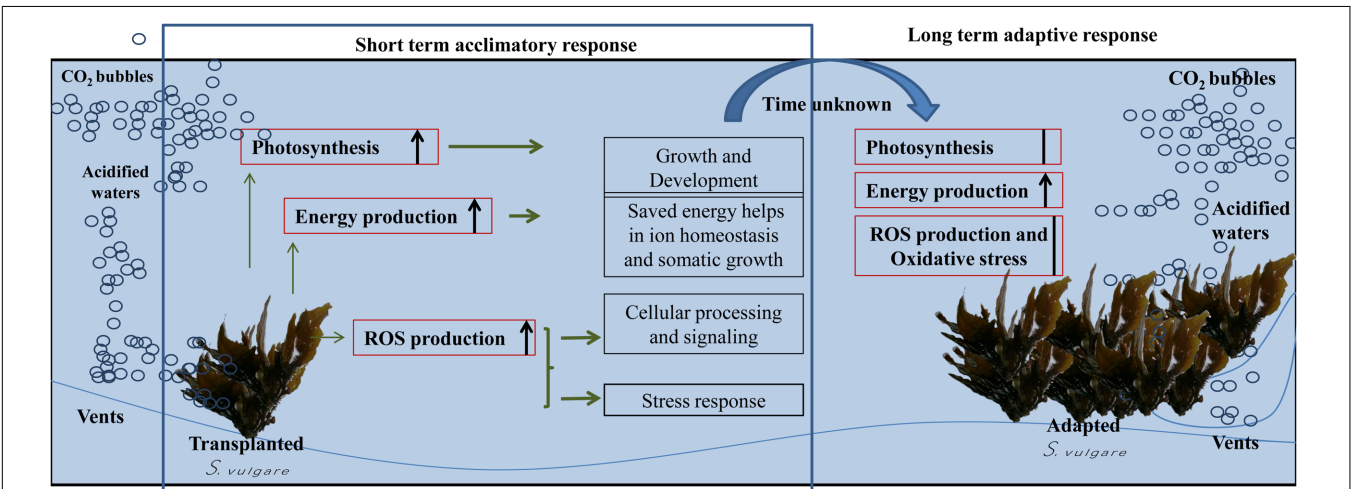 Short term acclimatory response
Long term adaptive response
CO₂ bubbles
CO₂ bubbles
Time unknown
Photosynthesis
Growth and
Development
Photosynthesis
Acidified
waters
Energy production
Saved energy helps
in ion homeostasis
and somatic growth
Energy production
Acidified
waters
ROS production and
Oxidative stress
ROS production
Cellular processing
and signaling
Stress response
Vents
Transplanted
S. vulgare
Adapted
S. vulgare
Vents